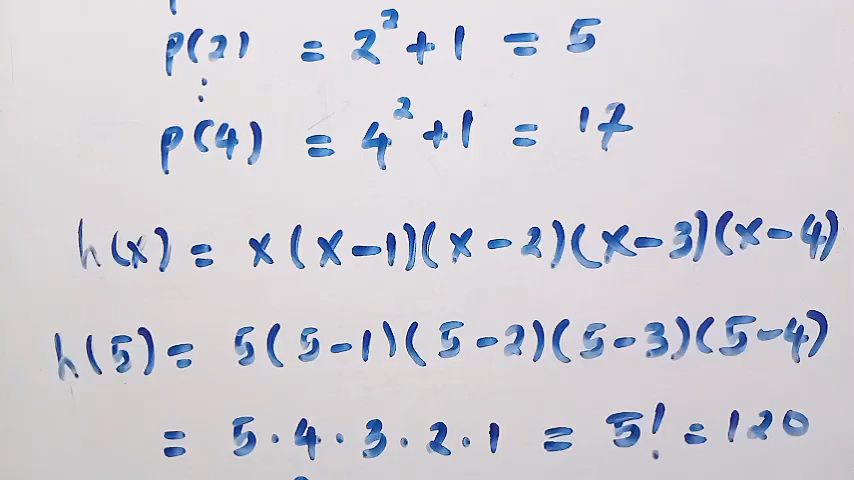 p(2) = 2² + 1 = 5
⋮
p(4) = 4² + 1 = 17
h(x) = x(x-1)(x-2)(x-3)(x-4)
h(5) = 5(5-1)(5-2)(5-3)(5-4)
= 5·4·3·2·1 = 5! = 120